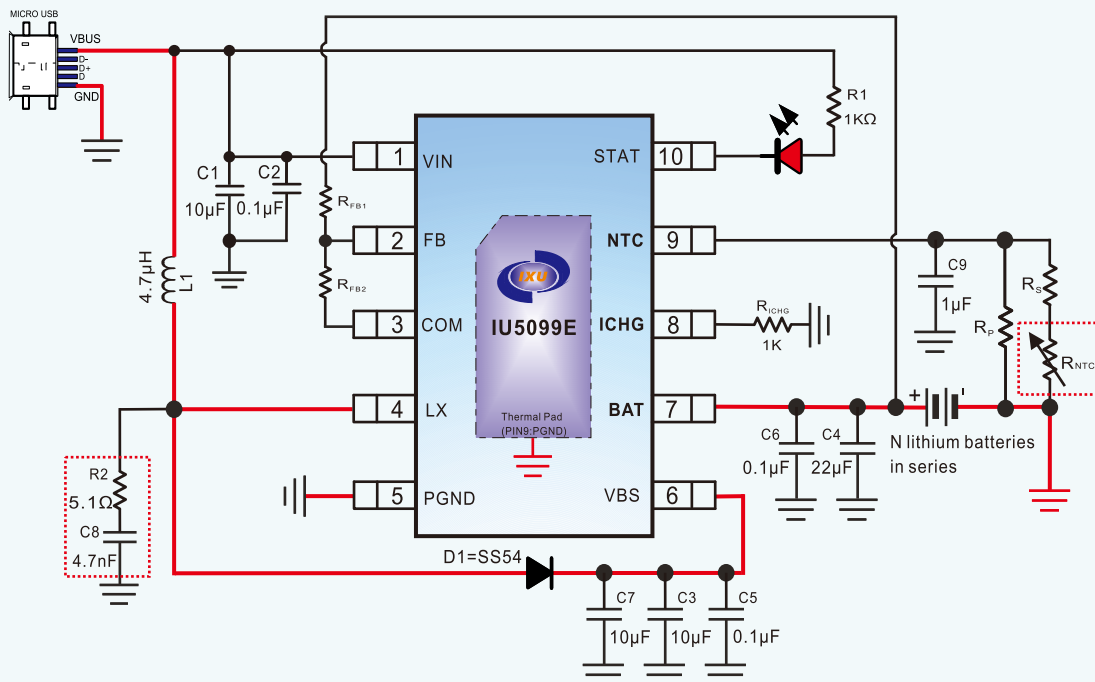 MICRO USB
VBUS
D-
D+
D
GND
J1
R1
1KΩ
1
VIN
STAT
10
C1
10μF
C2
0.1μF
RFB1
2
FB
NTC
9
C9
1μF
4.7μH
L1
IXU
IU5099E
RFB2
3
COM
ICHG
8
RICHG
1K
RS
RP
RNTC
4
LX
Thermal Pad
(PIN9:PGND)
BAT
7
+
-
N lithium batteries
in series
C6
0.1μF
C4
22μF
R2
5.1Ω
C8
4.7nF
5
PGND
VBS
6
D1=SS54
C7
10μF
C3
10μF
C5
0.1μF